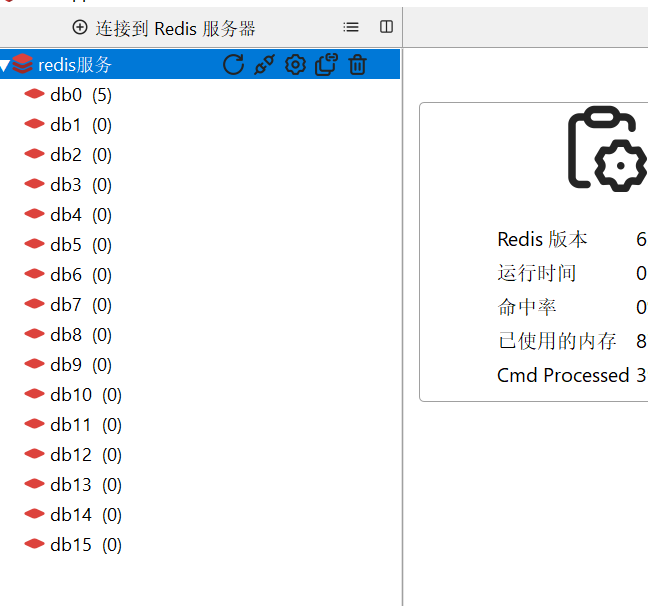 连接到 Redis 服务器
redis服务
db0 (5)
db1 (0)
db2 (0)
db3 (0)
db4 (0)
db5 (0)
db6 (0)
db7 (0)
db8 (0)
db9 (0)
db10 (0)
db11 (0)
db12 (0)
db13 (0)
db14 (0)
db15 (0)
Redis 版本 6
运行时间 0
命中率 0
已使用的内存 8
Cmd Processed 3